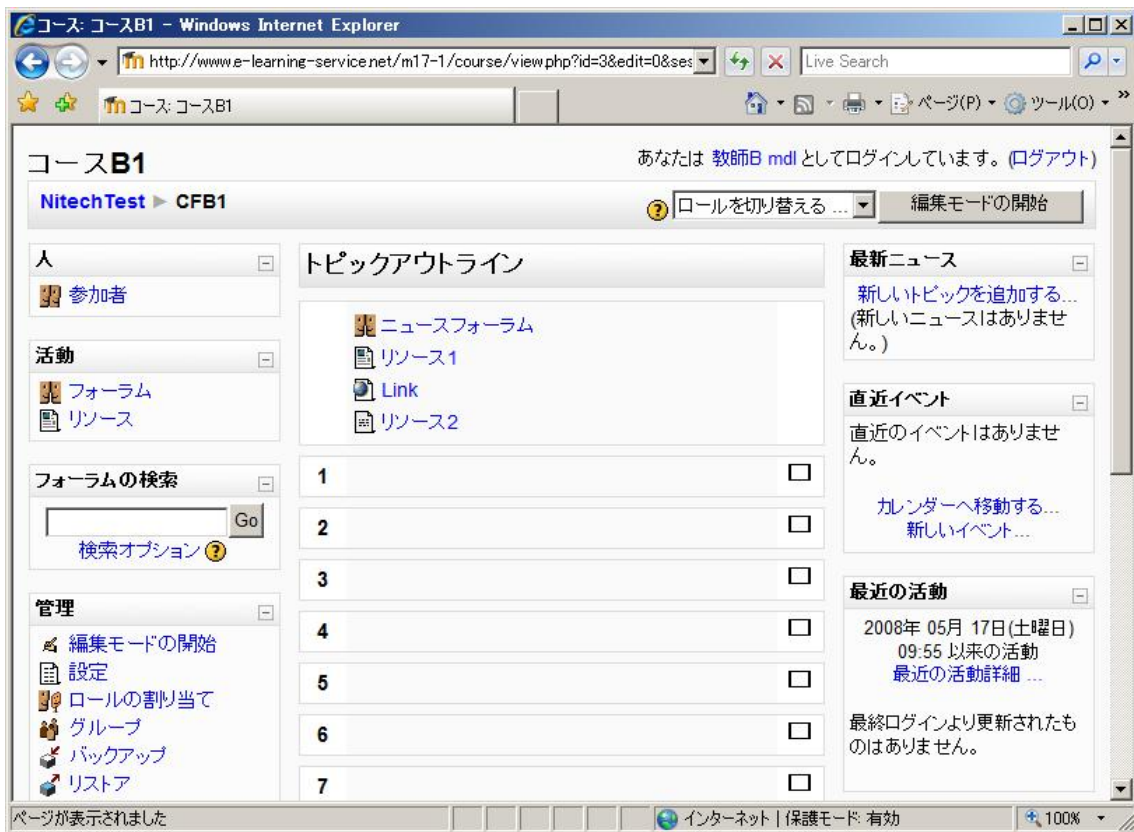 コース: コースB1 - Windows Internet Explorer
http://www.e-learning-service.net/m17-1/course/view.php?id=3&edit=0&ses
Live Search
コース: コースB1
ページ(P)
ツール(O)
コースB1
あなたは 教師B mdl としてログインしています。(ログアウト)
NitechTest ► CFB1
ロールを切り替える ...
編集モードの開始
人
参加者
活動
フォーラム
リソース
フォーラムの検索
Go
検索オプション
管理
編集モードの開始
設定
ロールの割り当て
グループ
バックアップ
リストア
トピックアウトライン
ニュースフォーラム
リソース1
Link
リソース2
1
2
3
4
5
6
7
最新ニュース
新しいトピックを追加する...
(新しいニュースはありませ
ん。)
直近イベント
直近のイベントはありませ
ん。
カレンダーへ移動する...
新しいイベント...
最近の活動
2008年 05月 17日(土曜日)
09:55 以来の活動
最近の活動詳細 ...
最終ログインより更新されたも
のはありません。
ページが表示されました
インターネット | 保護モード: 有効
100%